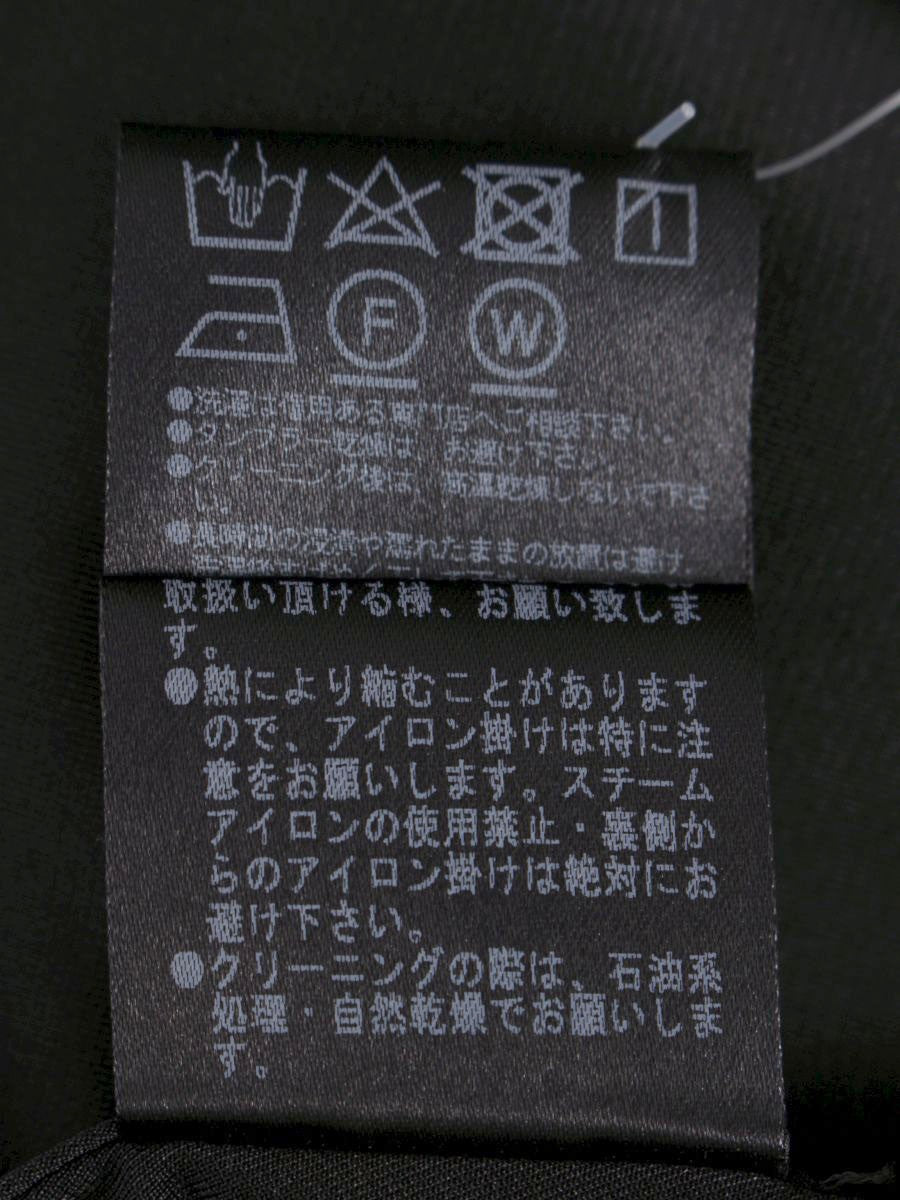 F W
●洗濯は信用ある専門店へご相談下さい。
●タンブラー乾燥は、お避け下さい。
●クリーニング後は、高温乾燥しないで下さ
い。
●長時間の浸漬や濡れたままの放置は避け、
取扱い頂ける様、お願い致しま
す。
●熱により縮むことがあります
ので、アイロン掛けは特に注
意をお願いします。スチーム
アイロンの使用禁止・裏側か
らのアイロン掛けは絶対にお
避け下さい。
●クリーニングの際は、石油系
処理・自然乾燥でお願いしま
す。